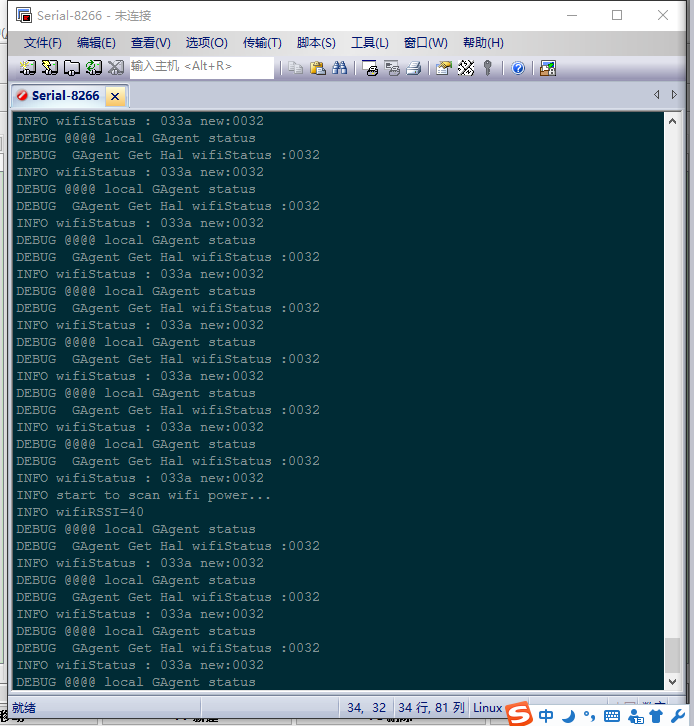 Serial-8266 - 未连接
文件(F) 编辑(E) 查看(V) 选项(O) 传输(T) 脚本(S) 工具(L) 窗口(W) 帮助(H)
输入主机 <Alt+R>
Serial-8266
INFO wifiStatus : 033a new:0032
DEBUG @@@@ local GAgent status
DEBUG  GAgent Get Hal wifiStatus :0032
INFO wifiStatus : 033a new:0032
DEBUG @@@@ local GAgent status
DEBUG  GAgent Get Hal wifiStatus :0032
INFO wifiStatus : 033a new:0032
DEBUG @@@@ local GAgent status
DEBUG  GAgent Get Hal wifiStatus :0032
INFO wifiStatus : 033a new:0032
DEBUG @@@@ local GAgent status
DEBUG  GAgent Get Hal wifiStatus :0032
INFO wifiStatus : 033a new:0032
DEBUG @@@@ local GAgent status
DEBUG  GAgent Get Hal wifiStatus :0032
INFO wifiStatus : 033a new:0032
DEBUG @@@@ local GAgent status
DEBUG  GAgent Get Hal wifiStatus :0032
INFO wifiStatus : 033a new:0032
DEBUG @@@@ local GAgent status
DEBUG  GAgent Get Hal wifiStatus :0032
INFO wifiStatus : 033a new:0032
INFO start to scan wifi power...
INFO wifiRSSI=40
DEBUG @@@@ local GAgent status
DEBUG  GAgent Get Hal wifiStatus :0032
INFO wifiStatus : 033a new:0032
DEBUG @@@@ local GAgent status
DEBUG  GAgent Get Hal wifiStatus :0032
INFO wifiStatus : 033a new:0032
DEBUG @@@@ local GAgent status
DEBUG  GAgent Get Hal wifiStatus :0032
INFO wifiStatus : 033a new:0032
DEBUG @@@@ local GAgent status
就绪 34, 32 34 行, 81 列 Linux
中